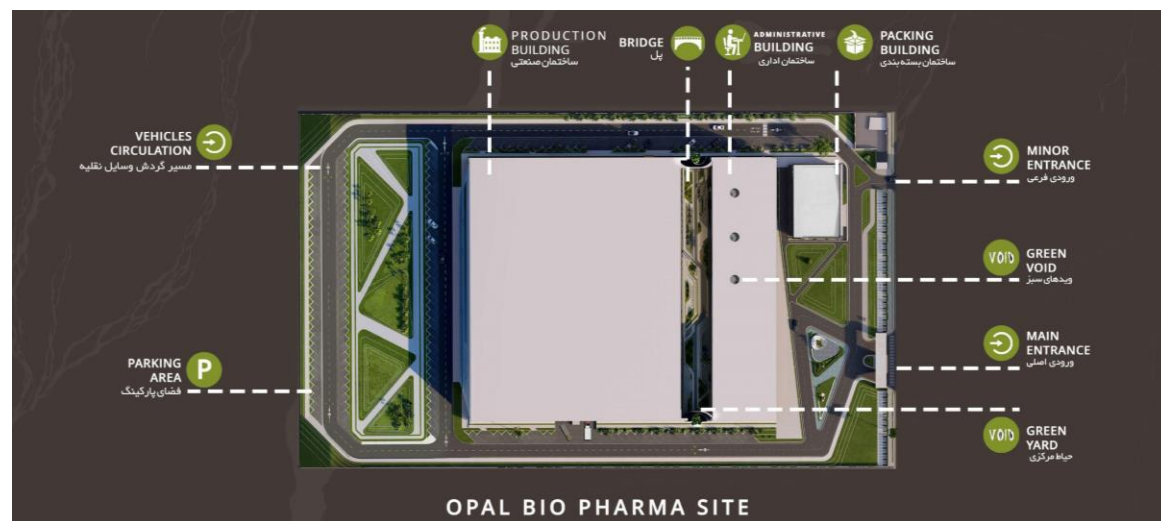 PRODUCTION
BUILDING
ساختمان صنعتی
BRIDGE
پل
ADMINISTRATIVE
BUILDING
ساختمان اداری
PACKING
BUILDING
ساختمان بسته بندی
VEHICLES
CIRCULATION
مسیر گردش وسایل نقلیه
MINOR
ENTRANCE
ورودی فرعی
VOID
GREEN
VOID
ویدهای سبز
MAIN
ENTRANCE
ورودی اصلی
P
PARKING
AREA
فضای پارکینگ
VOID
GREEN
YARD
حیاط مرکزی
OPAL BIO PHARMA SITE